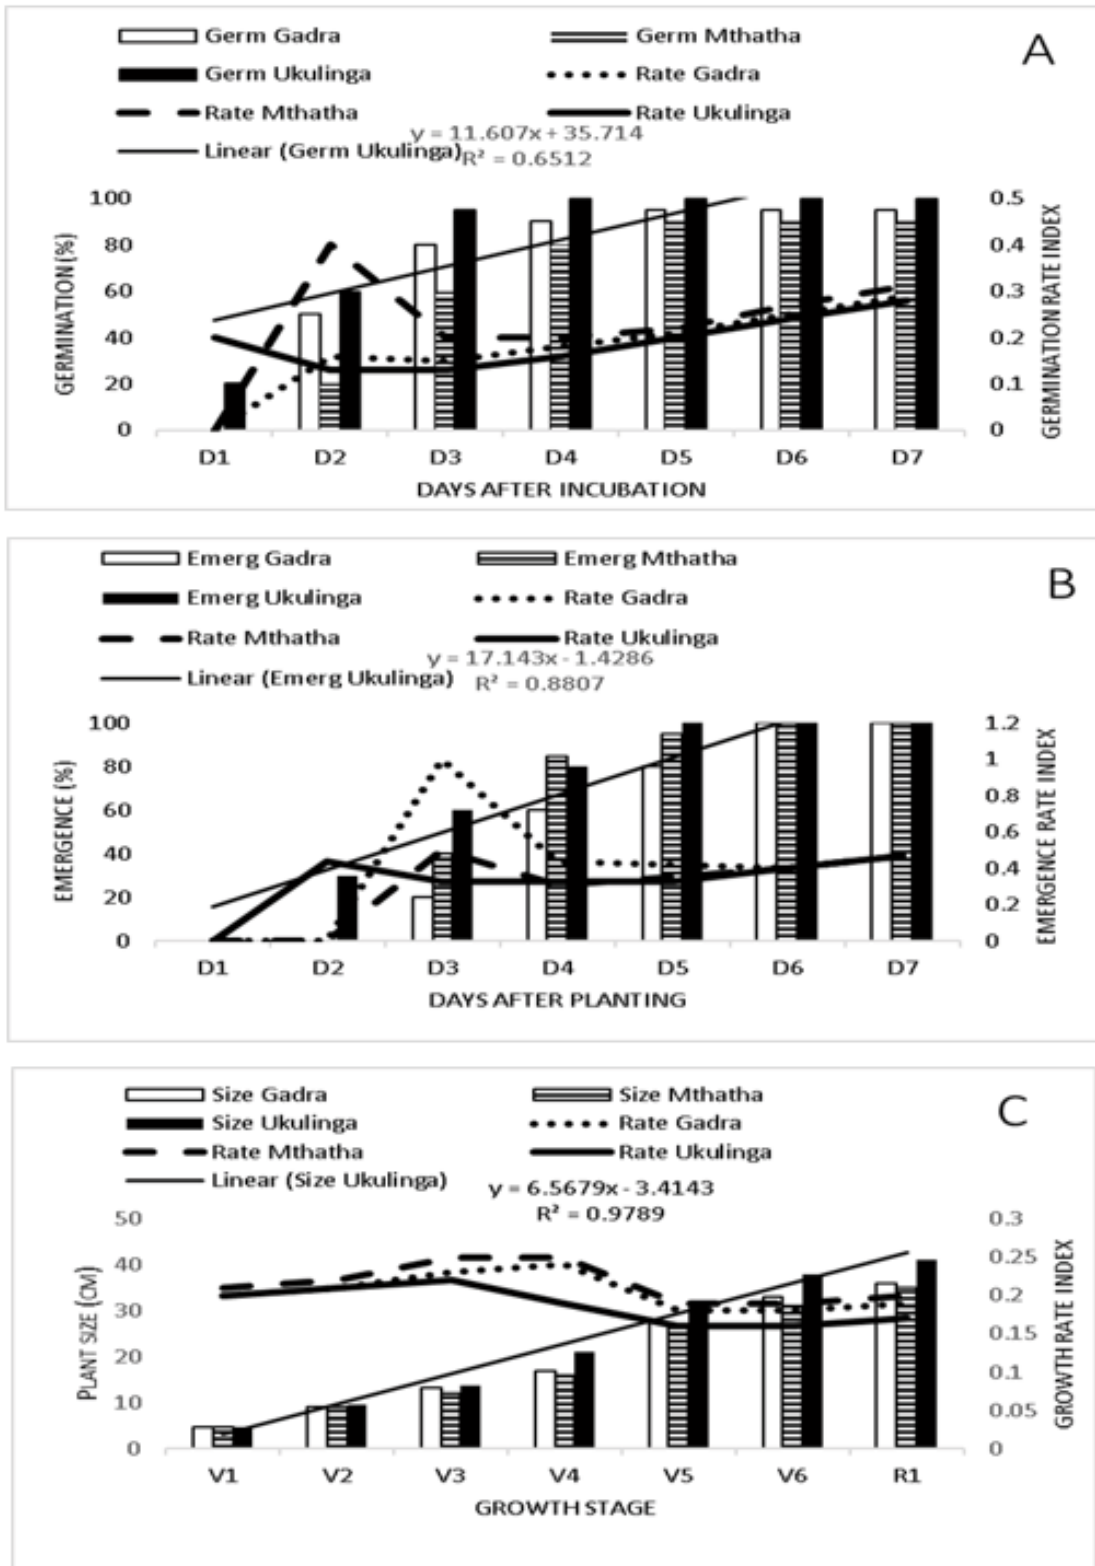 Germ Gadra Germ Mthatha A
Germ Ukulinga Rate Gadra
Rate Mthatha Rate Ukulinga
Linear (Germ Ukulinga) y = 11.607x + 35.714
R² = 0.6512
100 0.5
80 0.4
60 0.3
40 0.2
20 0.1
0 0
GERMINATION (%)
GERMINATION RATE INDEX
D1 D2 D3 D4 D5 D6 D7
DAYS AFTER INCUBATION
Emerg Gadra Emerg Mthatha B
Emerg Ukulinga Rate Gadra
Rate Mthatha Rate Ukulinga
Linear (Emerg Ukulinga) y = 17.143x - 1.4286
R² = 0.8807
100 1.2
80 1
60 0.8
40 0.6
20 0.4
0 0.2
0
EMERGENCE (%)
EMERGENCE RATE INDEX
D1 D2 D3 D4 D5 D6 D7
DAYS AFTER PLANTING
Size Gadra Size Mthatha C
Size Ukulinga Rate Gadra
Rate Mthatha Rate Ukulinga
Linear (Size Ukulinga) y = 6.5679x - 3.4143
R² = 0.9789
50 0.3
40 0.25
30 0.2
20 0.15
10 0.1
0 0.05
0
PLANT SIZE (CM)
GROWTH RATE INDEX
V1 V2 V3 V4 V5 V6 R1
GROWTH STAGE